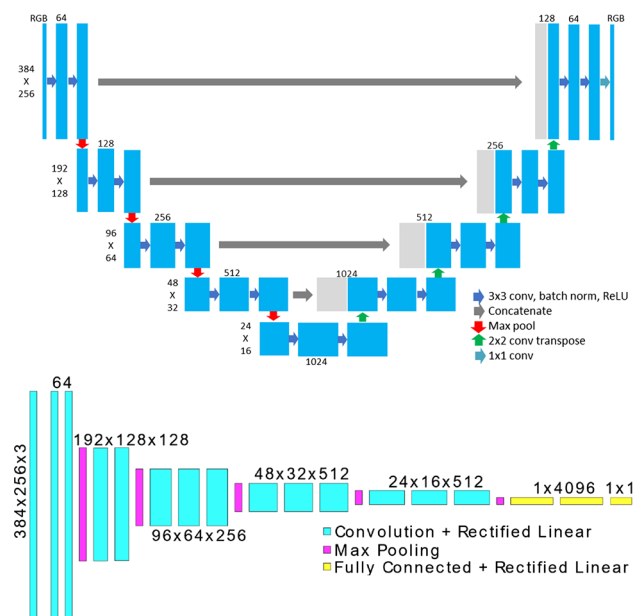 RGB
64
384
X
256
128
192
X
128
256
96
X
64
512
48
X
32
24
X
16
1024
1024
512
256
128
64
RGB
3x3 conv, batch norm, ReLU
Concatenate
Max pool
2x2 conv transpose
1x1 conv
384x256x3
64
192x128x128
96x64x256
48x32x512
24x16x512
1x4096
1x1
Convolution + Rectified Linear
Max Pooling
Fully Connected + Rectified Linear